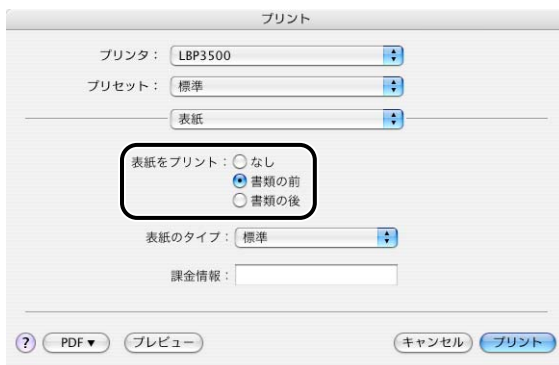 プリント
プリンタ： LBP3500
プリセット： 標準
表紙
表紙をプリント： なし
書類の前
書類の後
表紙のタイプ： 標準
課金情報：
? PDF▼ プレビュー キャンセル プリント